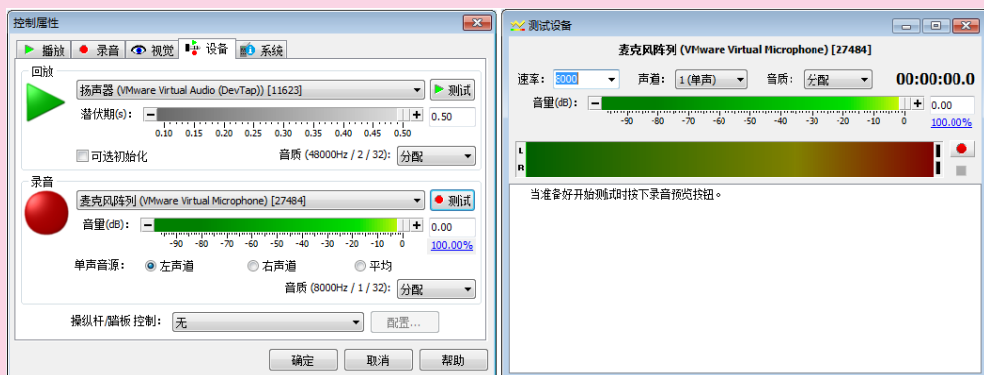 控制属性
播放 录音 视觉 设备 系统
回放
扬声器 (VMware Virtual Audio (DevTap)) [11623] 测试
潜伏期(s): 0.50
0.10 0.15 0.20 0.25 0.30 0.35 0.40 0.45 0.50
可选初始化 音质 (48000Hz / 2 / 32): 分配
录音
麦克风阵列 (VMware Virtual Microphone) [27484] 测试
音量(dB): 0.00
-90 -80 -70 -60 -50 -40 -30 -20 -10 0 100.00%
单声音源: 左声道 右声道 平均
音质 (8000Hz / 1 / 32): 分配
操纵杆/踏板 控制: 无 配置...
确定 取消 帮助
测试设备
麦克风阵列 (VMware Virtual Microphone) [27484]
速率: 8000 声道: 1(单声) 音质: 分配 00:00:00.0
音量(dB): 0.00
-90 -80 -70 -60 -50 -40 -30 -20 -10 0 100.00%
L
R
当准备好开始测试时按下录音预览按钮。